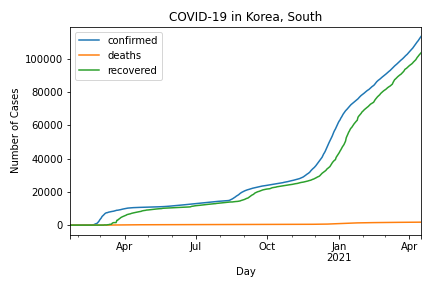 COVID-19 in Korea, South
confirmed
deaths
recovered
100000
80000
60000
40000
20000
0
Number of Cases
Apr
Jul
Oct
Jan
2021
Apr
Day